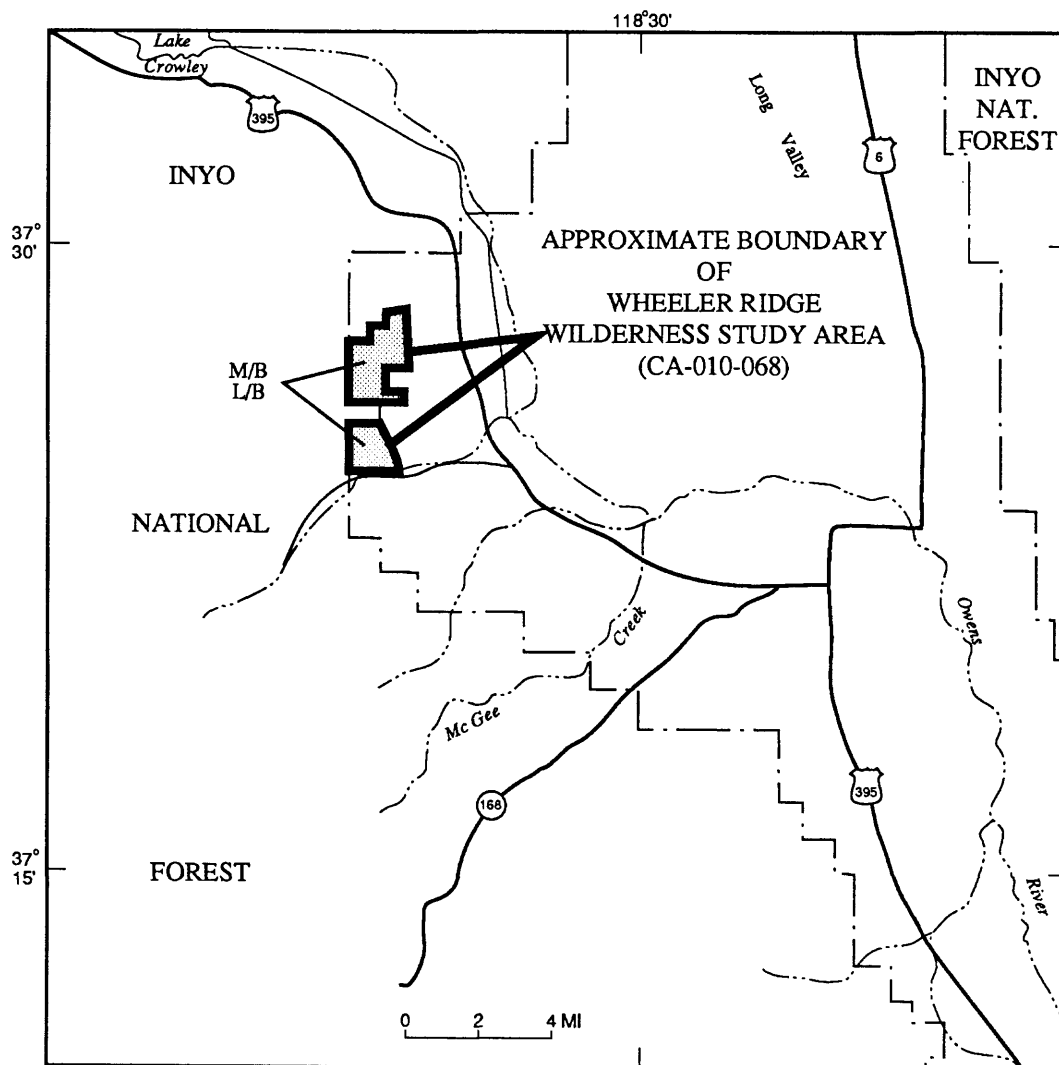 118°30'
Lake
Crowley
395
INYO
Long Valley
6
INYO
NAT.
FOREST
37°
30'
APPROXIMATE BOUNDARY
OF
WHEELER RIDGE
WILDERNESS STUDY AREA
(CA-010-068)
M/B
L/B
NATIONAL
Creek
Owens
Mc Gee
168
395
37°
15'
FOREST
River
0 2 4 MI